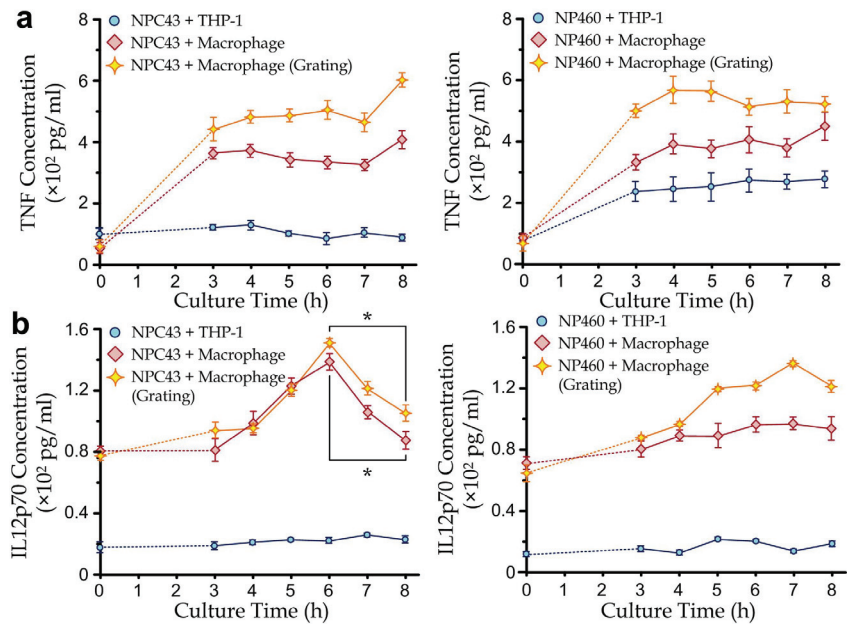 a
NPC43 + THP-1
NPC43 + Macrophage
NPC43 + Macrophage (Grating)
TNF Concentration
(×10² pg/ml)
8
6
4
2
0
0 1 2 3 4 5 6 7 8
Culture Time (h)
NP460 + THP-1
NP460 + Macrophage
NP460 + Macrophage (Grating)
TNF Concentration
(×10² pg/ml)
8
6
4
2
0
0 1 2 3 4 5 6 7 8
Culture Time (h)
b
NPC43 + THP-1
NPC43 + Macrophage
NPC43 + Macrophage
(Grating)
*
*
IL12p70 Concentration
(×10² pg/ml)
1.6
1.2
0.8
0.4
0
0 1 2 3 4 5 6 7 8
Culture Time (h)
NP460 + THP-1
NP460 + Macrophage
NP460 + Macrophage
(Grating)
IL12p70 Concentration
(×10² pg/ml)
1.6
1.2
0.8
0.4
0
0 1 2 3 4 5 6 7 8
Culture Time (h)